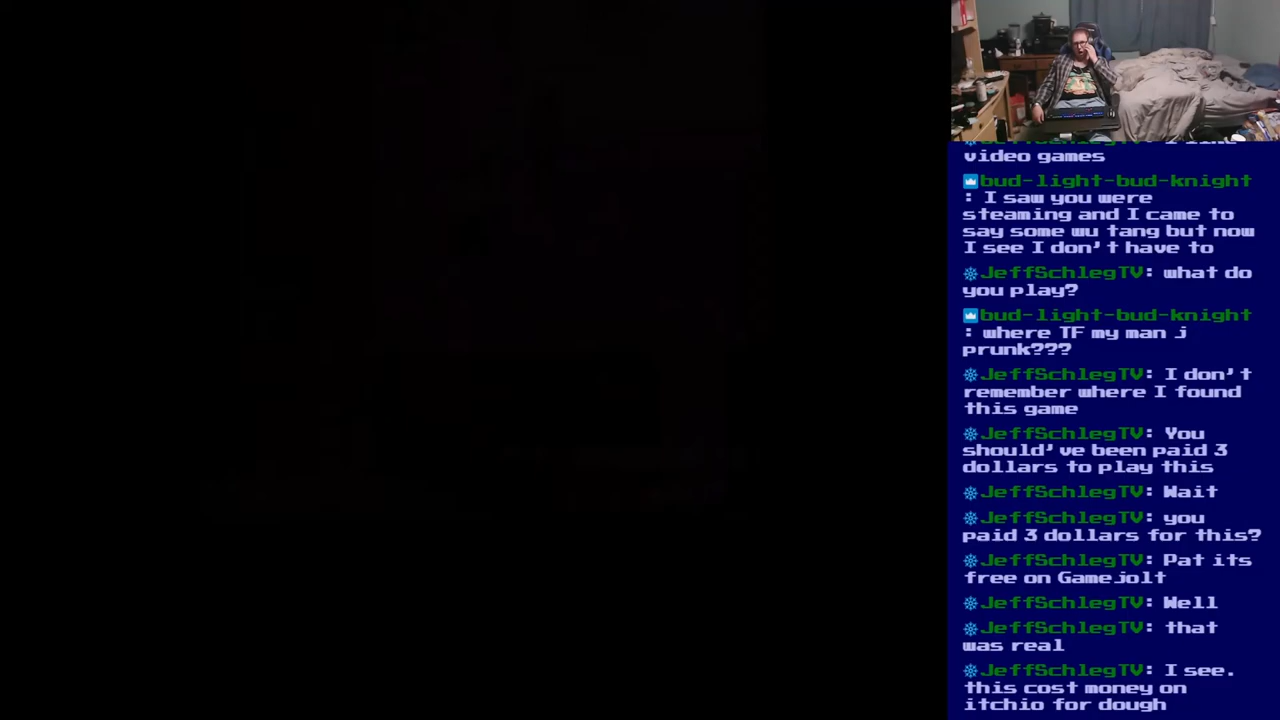 video games
bud-light-bud-knight
: I saw you were
steaming and I came to
say some wu tang but now
I see I don't have to
JeffSchlegTV: what do
you play?
bud-light-bud-knight
: where TF my man j
prunk???
JeffSchlegTV: I don't
remember where I found
this game
JeffSchlegTV: You
should've been paid 3
dollars to play this
JeffSchlegTV: Wait
JeffSchlegTV: you
paid 3 dollars for this?
JeffSchlegTV: Pat its
free on Gamejolt
JeffSchlegTV: Well
JeffSchlegTV: that
was real
JeffSchlegTV: I see.
this cost money on
itchio for dough